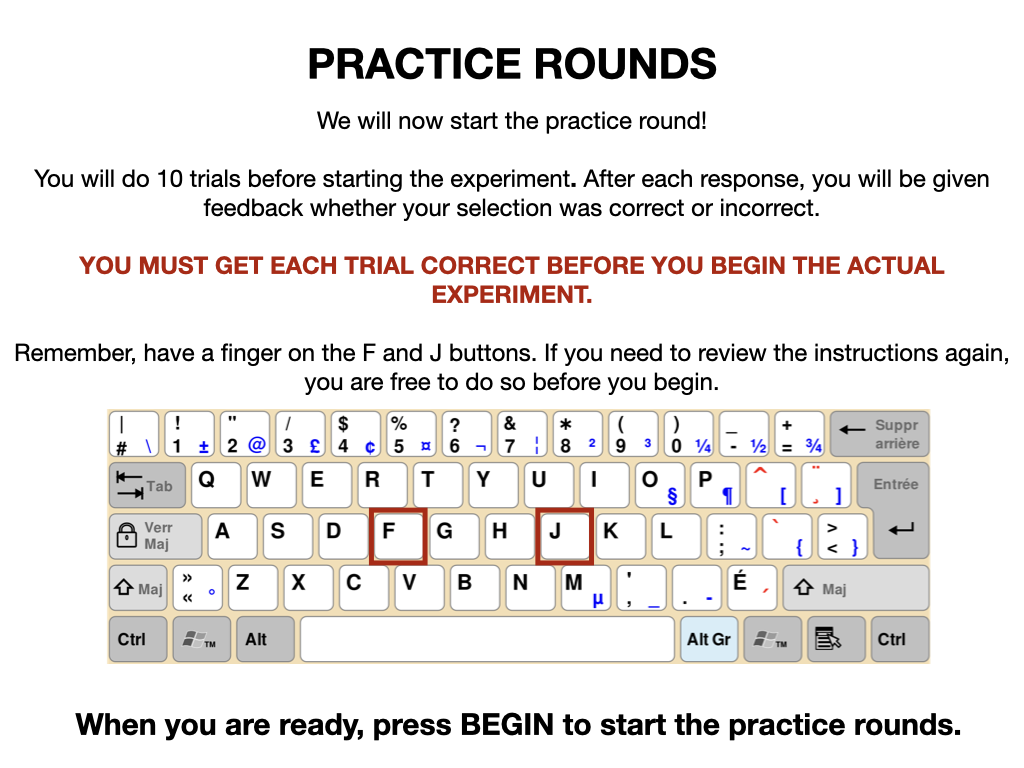 PRACTICE ROUNDS
We will now start the practice round!
You will do 10 trials before starting the experiment. After each response, you will be given
feedback whether your selection was correct or incorrect.
YOU MUST GET EACH TRIAL CORRECT BEFORE YOU BEGIN THE ACTUAL
EXPERIMENT.
Remember, have a finger on the F and J buttons. If you need to review the instructions again,
you are free to do so before you begin.
| # \ ! 1 ± " 2 @ / 3 £ $ 4 ¢ % 5 ¤ ? 6 ¬ & 7 ¦ * 8 ² ( 9 ³ ) 0 ¼ _ - ½ + = ¾ Suppr arrière
Tab Q W E R T Y U I O § P ¶ ^ [ ¨ ¸ ] Entrée
Verr Maj A S D F G H J K L : ; ~ ` { > < }
Maj » « ° Z X C V B N M µ ' , _ . - É ´ Maj
Ctrl TM Alt Alt Gr TM Ctrl
When you are ready, press BEGIN to start the practice rounds.